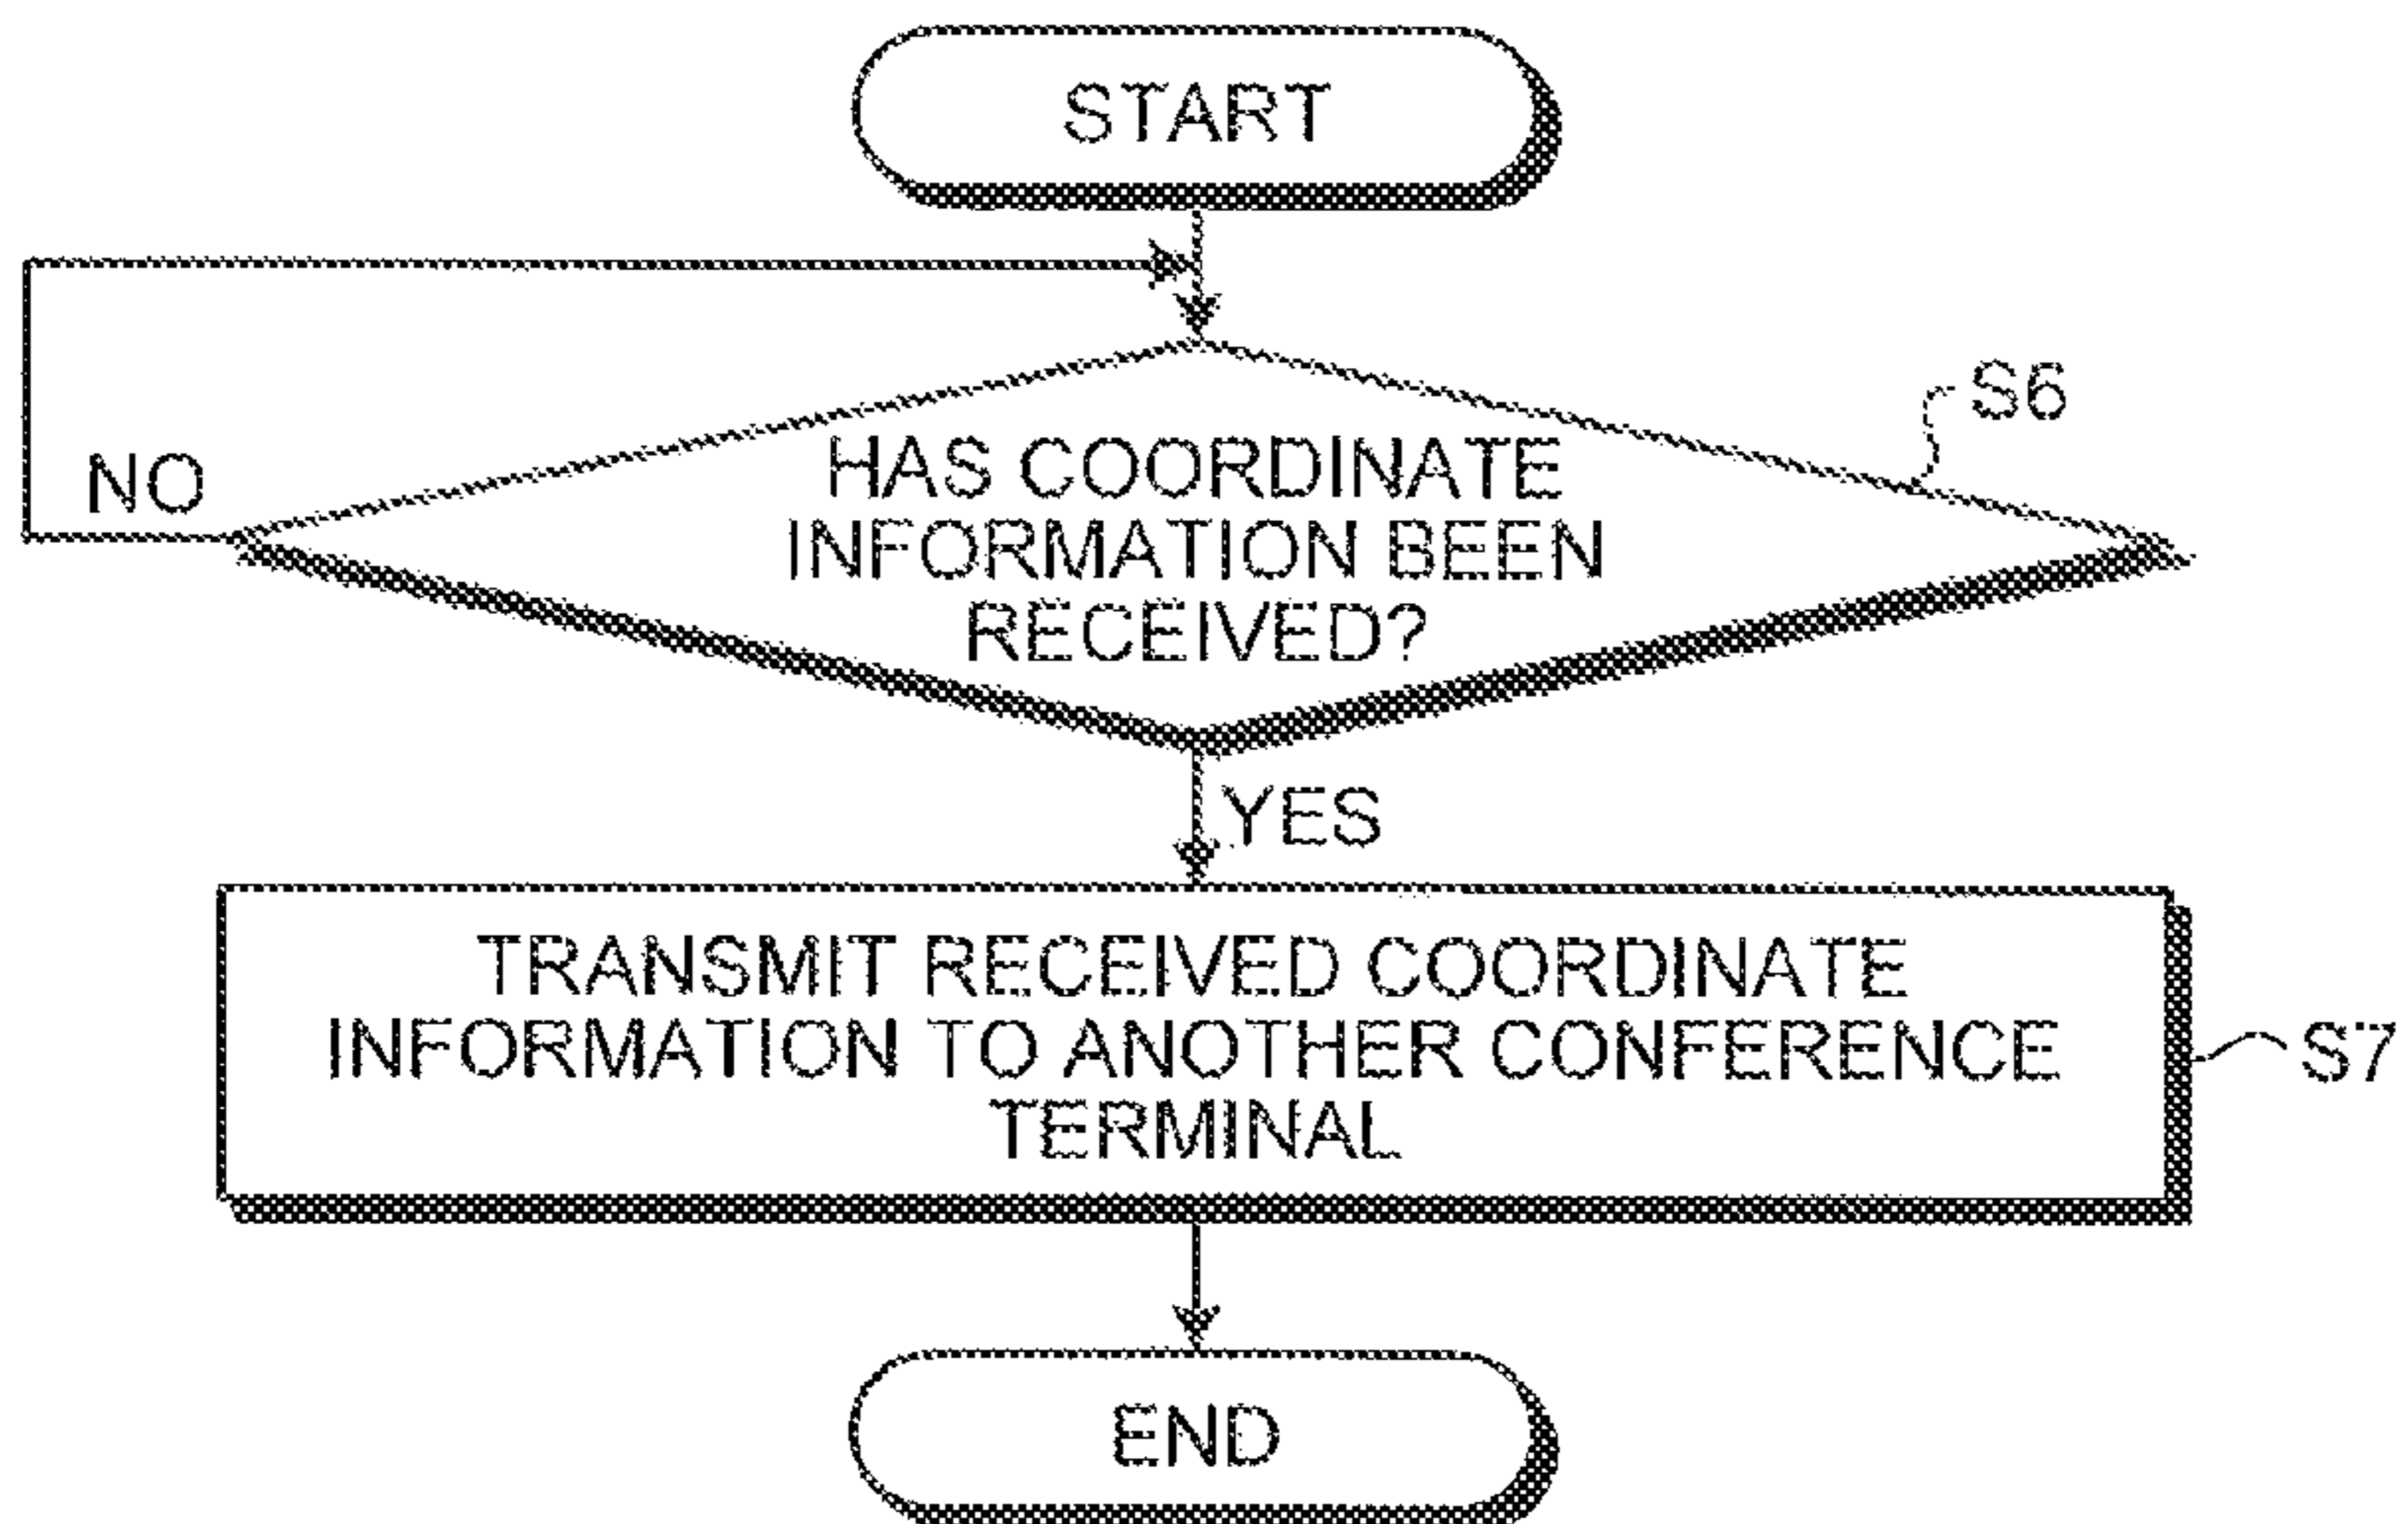 START
S6
HAS COORDINATE
INFORMATION BEEN
RECEIVED?
NO
YES
TRANSMIT RECEIVED COORDINATE
INFORMATION TO ANOTHER CONFERENCE
TERMINAL
S7
END